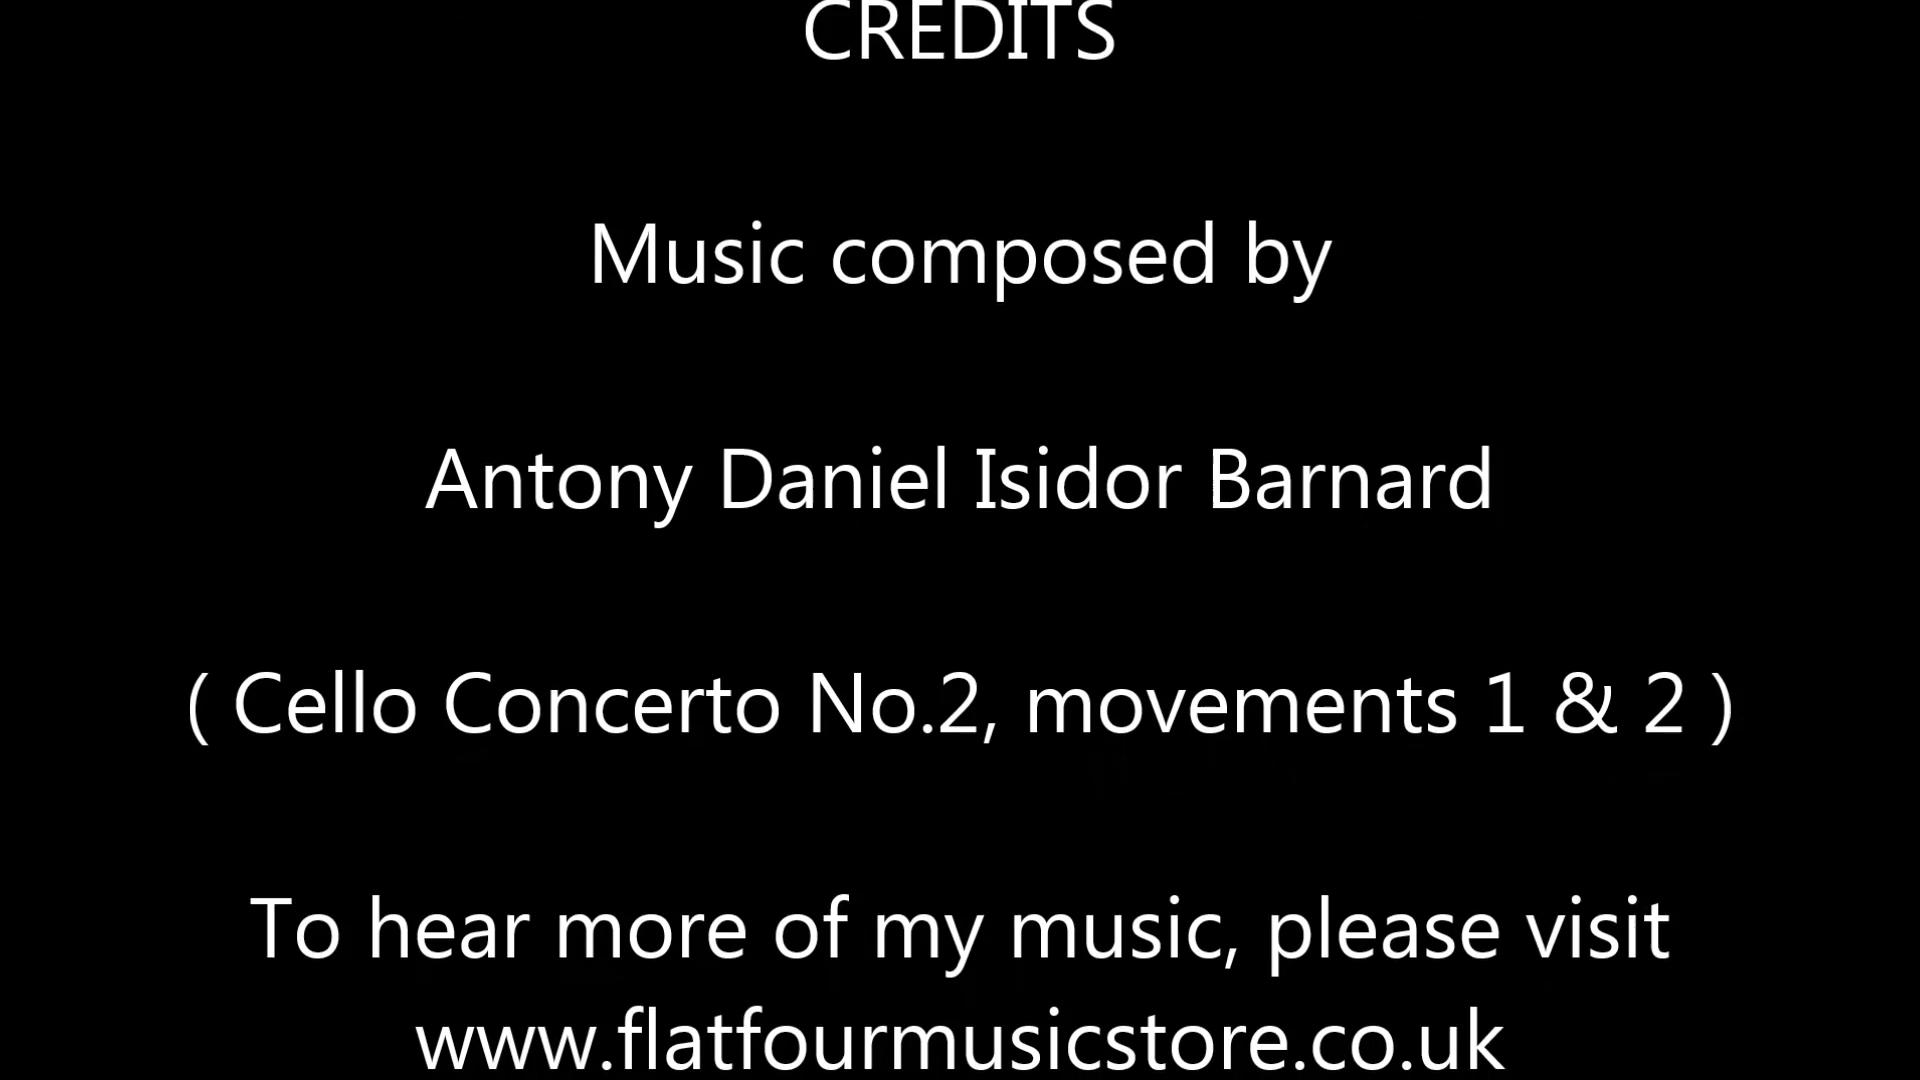 CREDITS
Music composed by
Antony Daniel Isidor Barnard
( Cello Concerto No.2, movements 1 & 2 )
To hear more of my music, please visit
www.flatfourmusicstore.co.uk